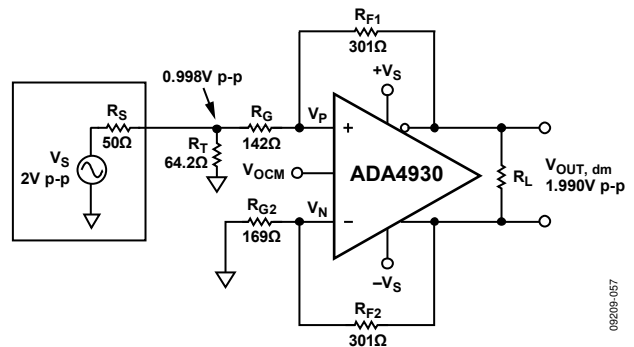 RF1
301Ω
0.998V p-p
+VS
RS
50Ω
RG
142Ω
VP
+
VS
2V p-p
RT
64.2Ω
VOCM
ADA4930
RL
VOUT, dm
1.990V p-p
RG2
169Ω
VN
–
–VS
RF2
301Ω
09209-057